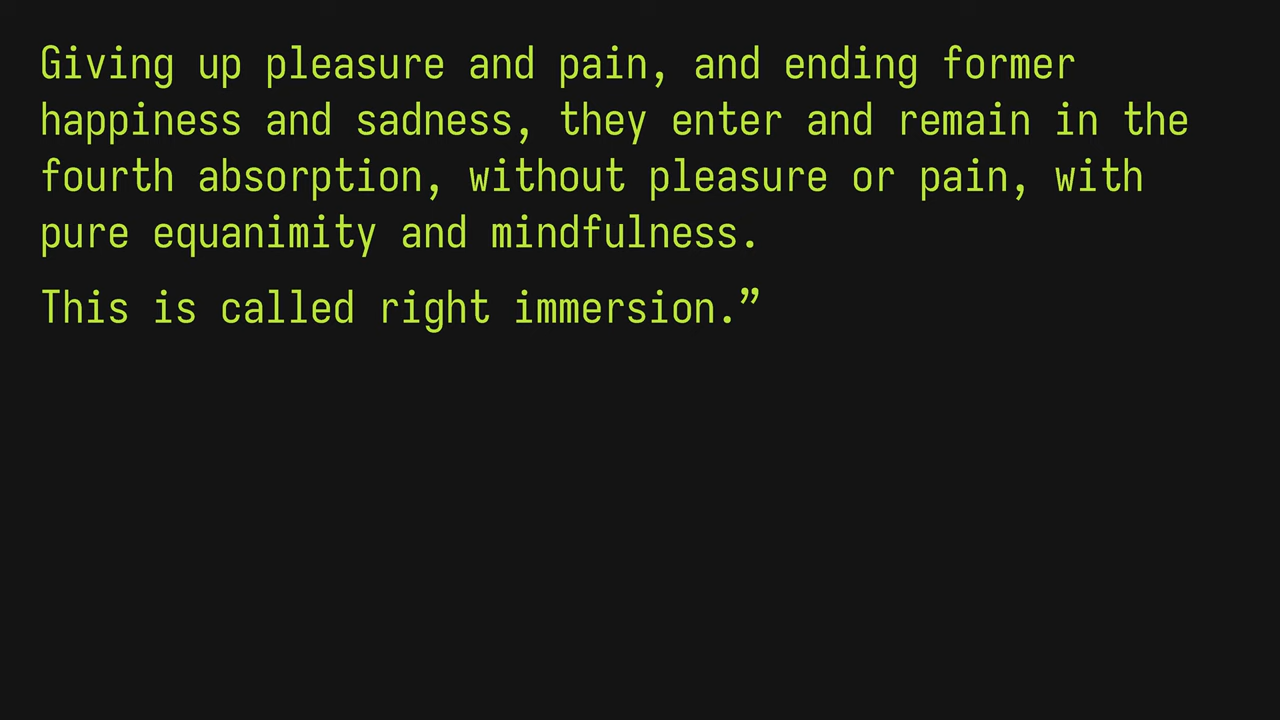 Giving up pleasure and pain, and ending former
happiness and sadness, they enter and remain in the
fourth absorption, without pleasure or pain, with
pure equanimity and mindfulness.
This is called right immersion.”